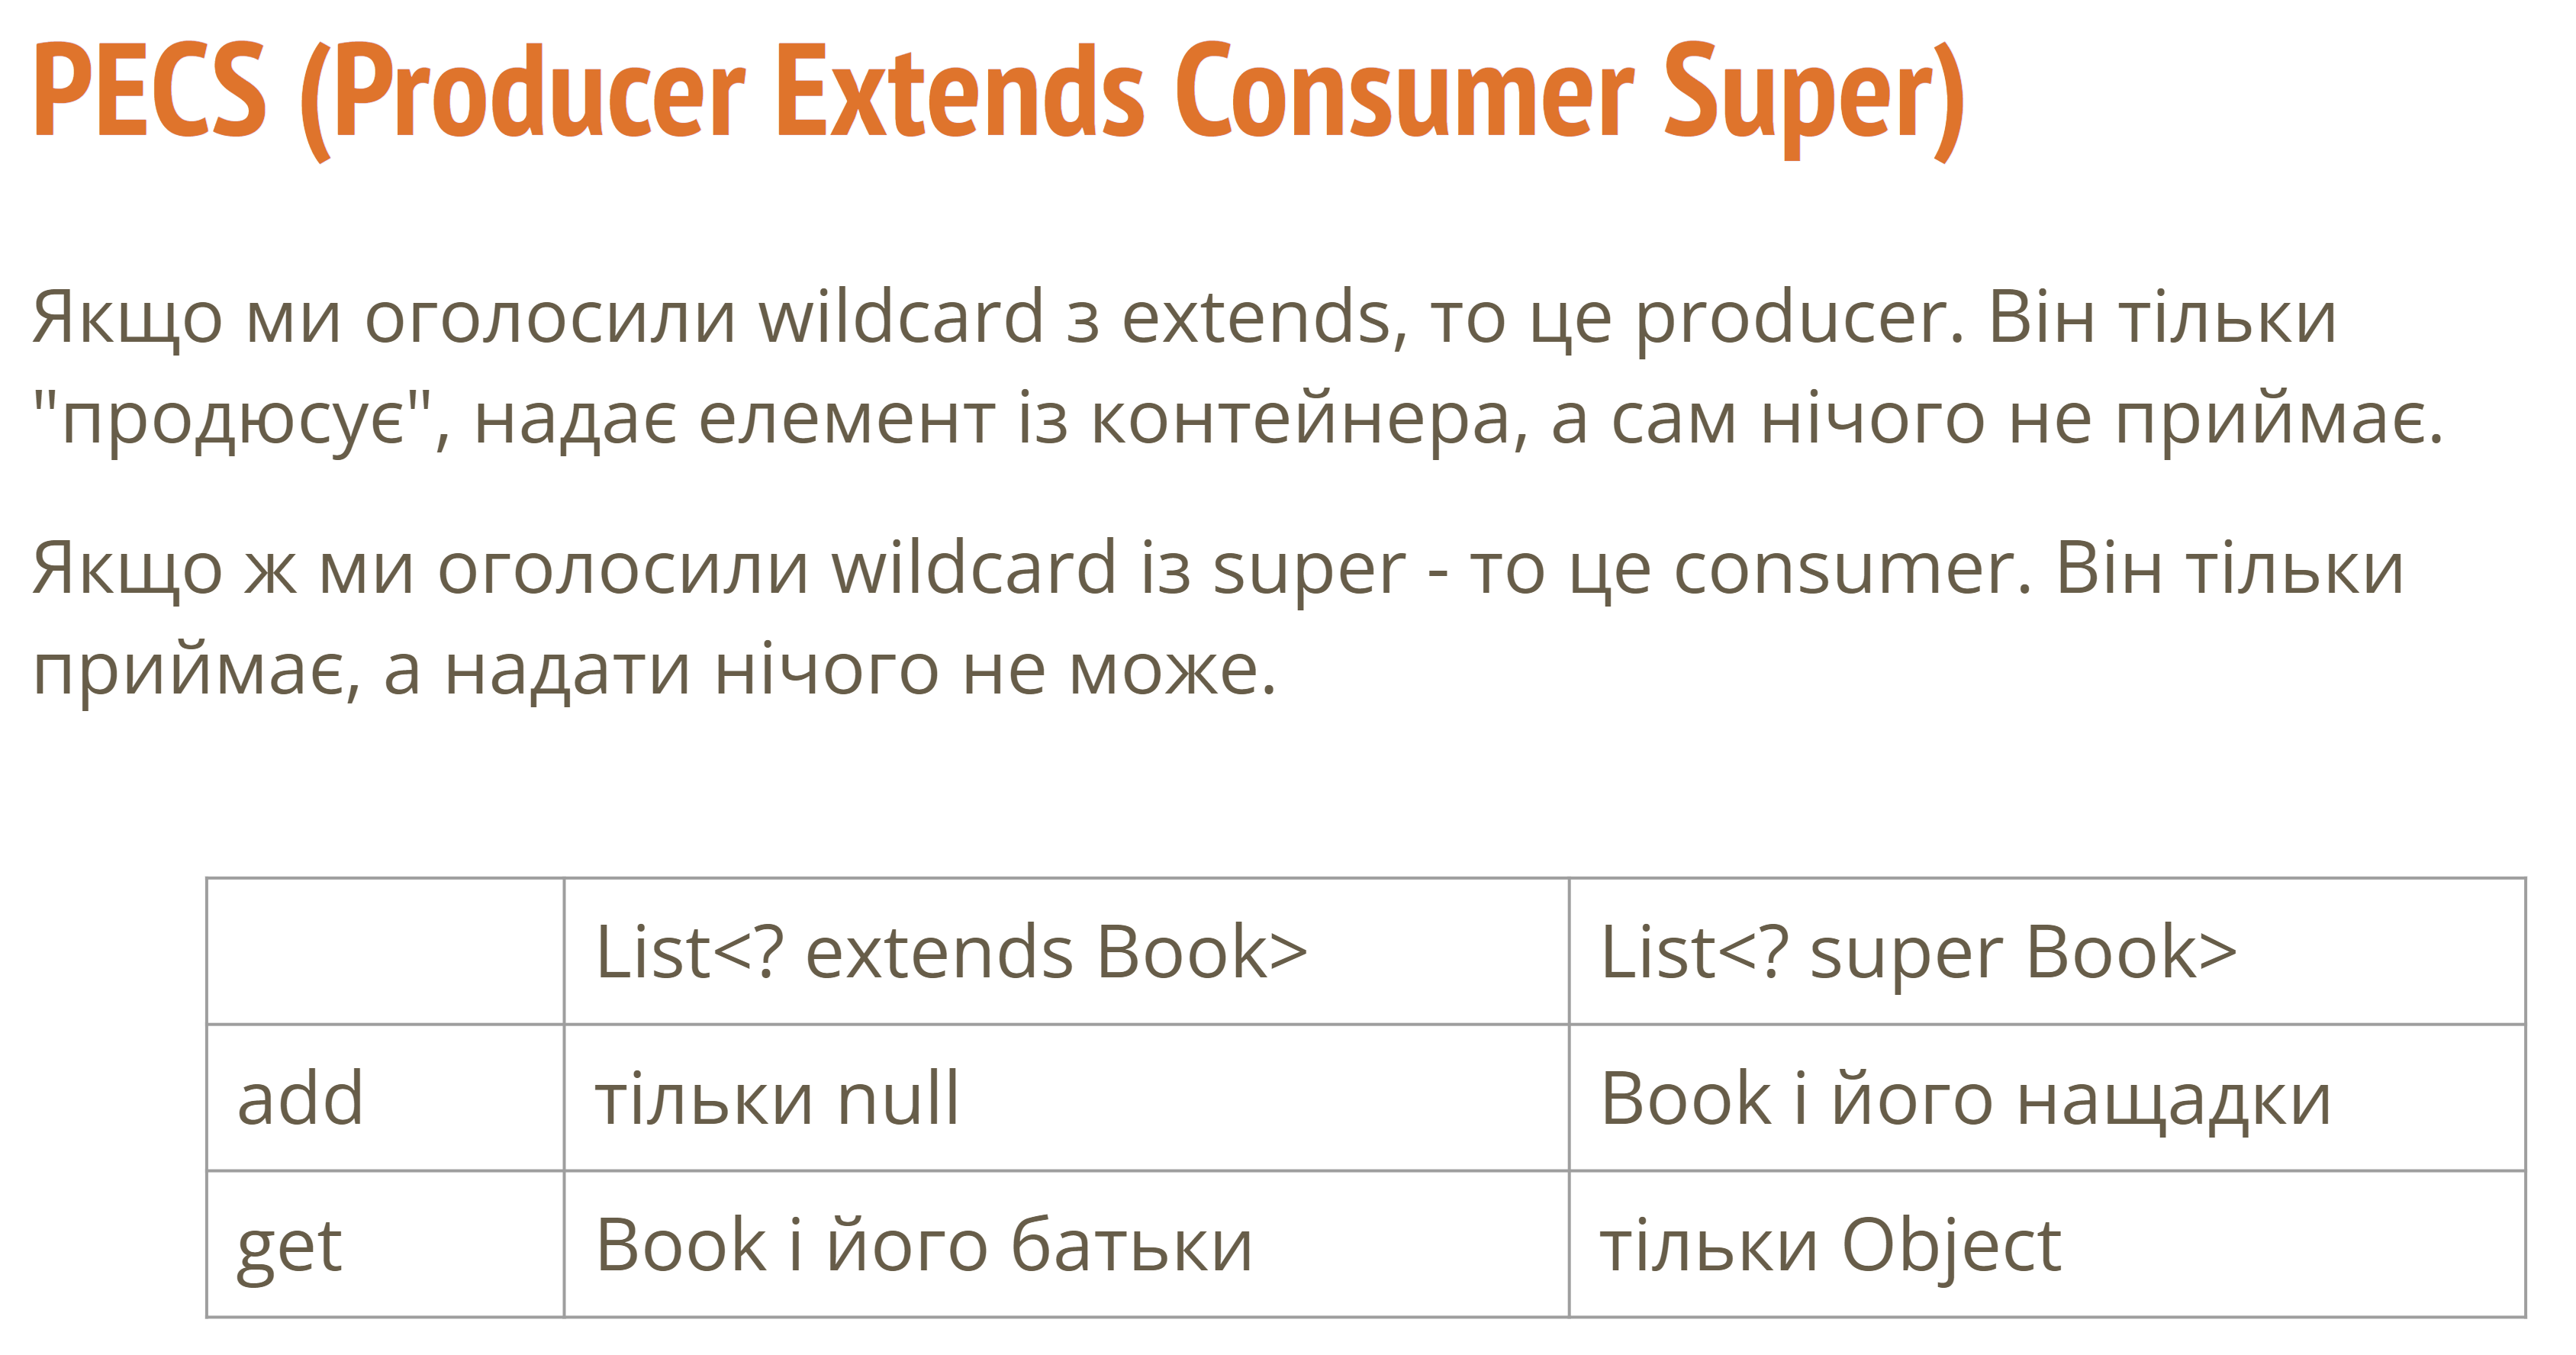 PECS (Producer Extends Consumer Super)
Якщо ми оголосили wildcard з extends, то це producer. Він тільки
"продюсує", надає елемент із контейнера, а сам нічого не приймає.
Якщо ж ми оголосили wildcard із super - то це consumer. Він тільки
приймає, а надати нічого не може.
List<? extends Book> List<? super Book>
add тільки null Book і його нащадки
get Book і його батьки тільки Object